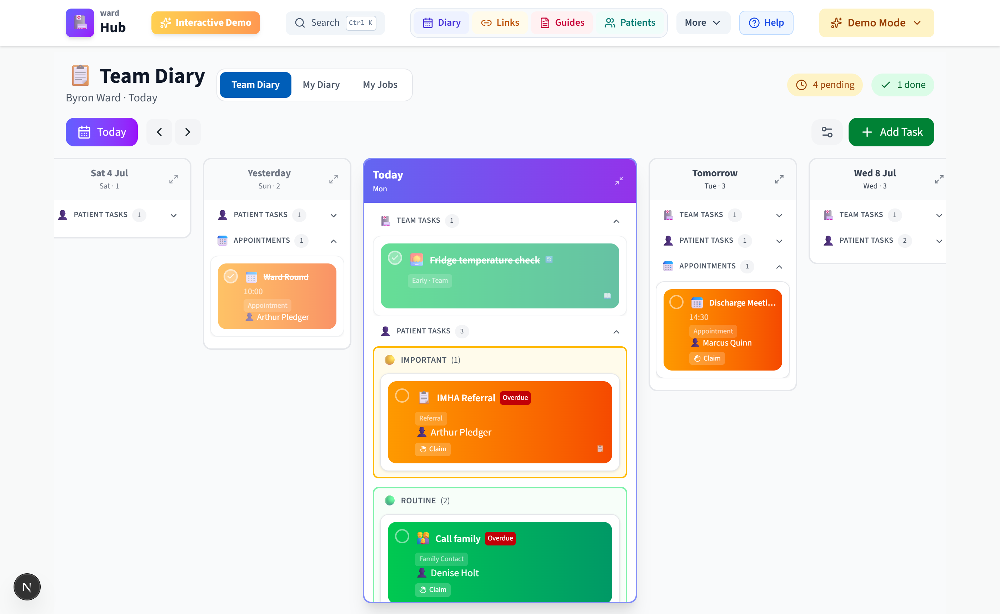 ward
Hub
Interactive Demo
Search
Ctrl K
Diary
Links
Guides
Patients
More
Help
Demo Mode
Team Diary
Byron Ward · Today
Team Diary
My Diary
My Jobs
4 pending
1 done
Today
Add Task
Sat 4 Jul
Sat · 1
PATIENT TASKS 1
Yesterday
Sun · 2
PATIENT TASKS 1
APPOINTMENTS 1
Ward Round
10:00
Appointment
Arthur Pledger
Today
Mon
TEAM TASKS 1
Fridge temperature check
Early · Team
PATIENT TASKS 3
IMPORTANT (1)
IMHA Referral Overdue
Referral
Arthur Pledger
Claim
ROUTINE (2)
Call family Overdue
Family Contact
Denise Holt
Claim
Tomorrow
Tue · 3
TEAM TASKS 1
PATIENT TASKS 1
APPOINTMENTS 1
Discharge Meeti...
14:30
Appointment
Marcus Quinn
Claim
Wed 8 Jul
Wed · 3
TEAM TASKS 1
PATIENT TASKS 2
N